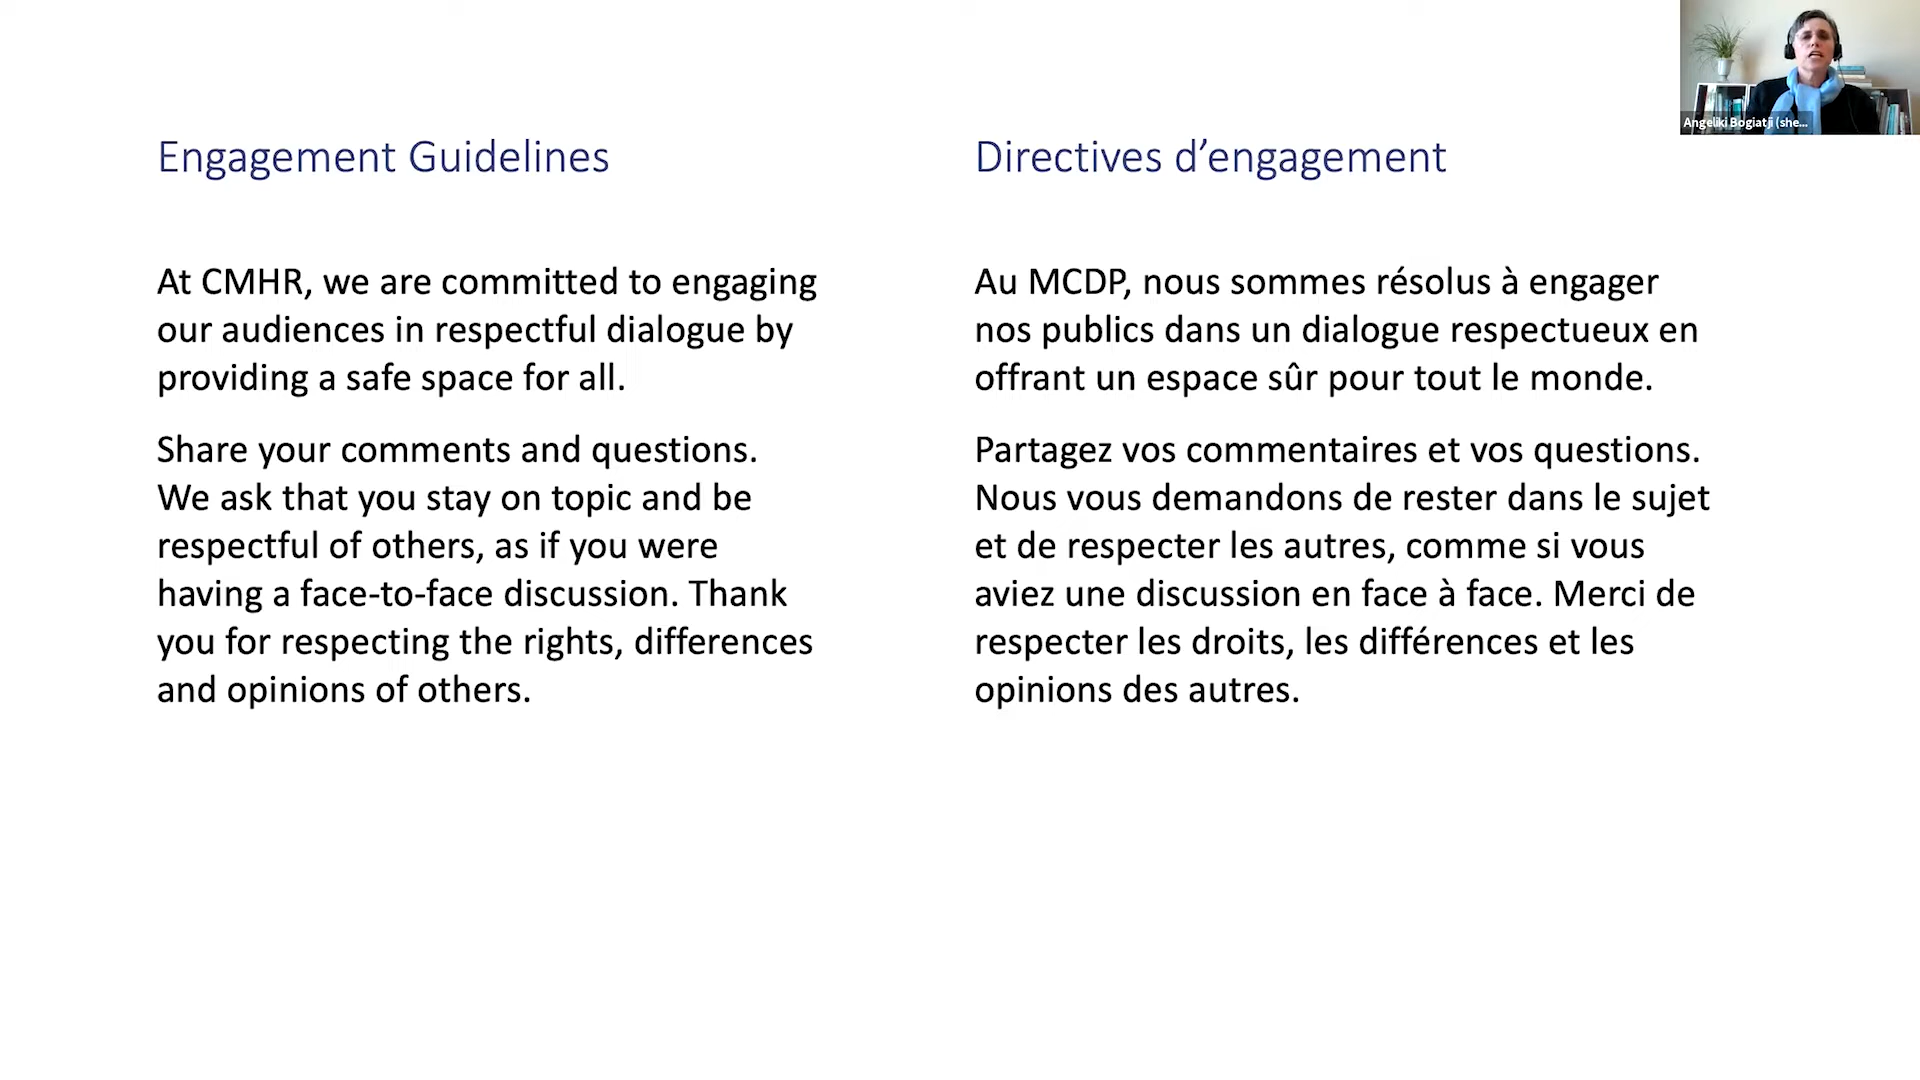 Engagement Guidelines
At CMHR, we are committed to engaging
our audiences in respectful dialogue by
providing a safe space for all.
Share your comments and questions.
We ask that you stay on topic and be
respectful of others, as if you were
having a face-to-face discussion. Thank
you for respecting the rights, differences
and opinions of others.
Directives d’engagement
Au MCDP, nous sommes résolus à engager
nos publics dans un dialogue respectueux en
offrant un espace sûr pour tout le monde.
Partagez vos commentaires et vos questions.
Nous vous demandons de rester dans le sujet
et de respecter les autres, comme si vous
aviez une discussion en face à face. Merci de
respecter les droits, les différences et les
opinions des autres.
Angeliki Bogiatji (she...